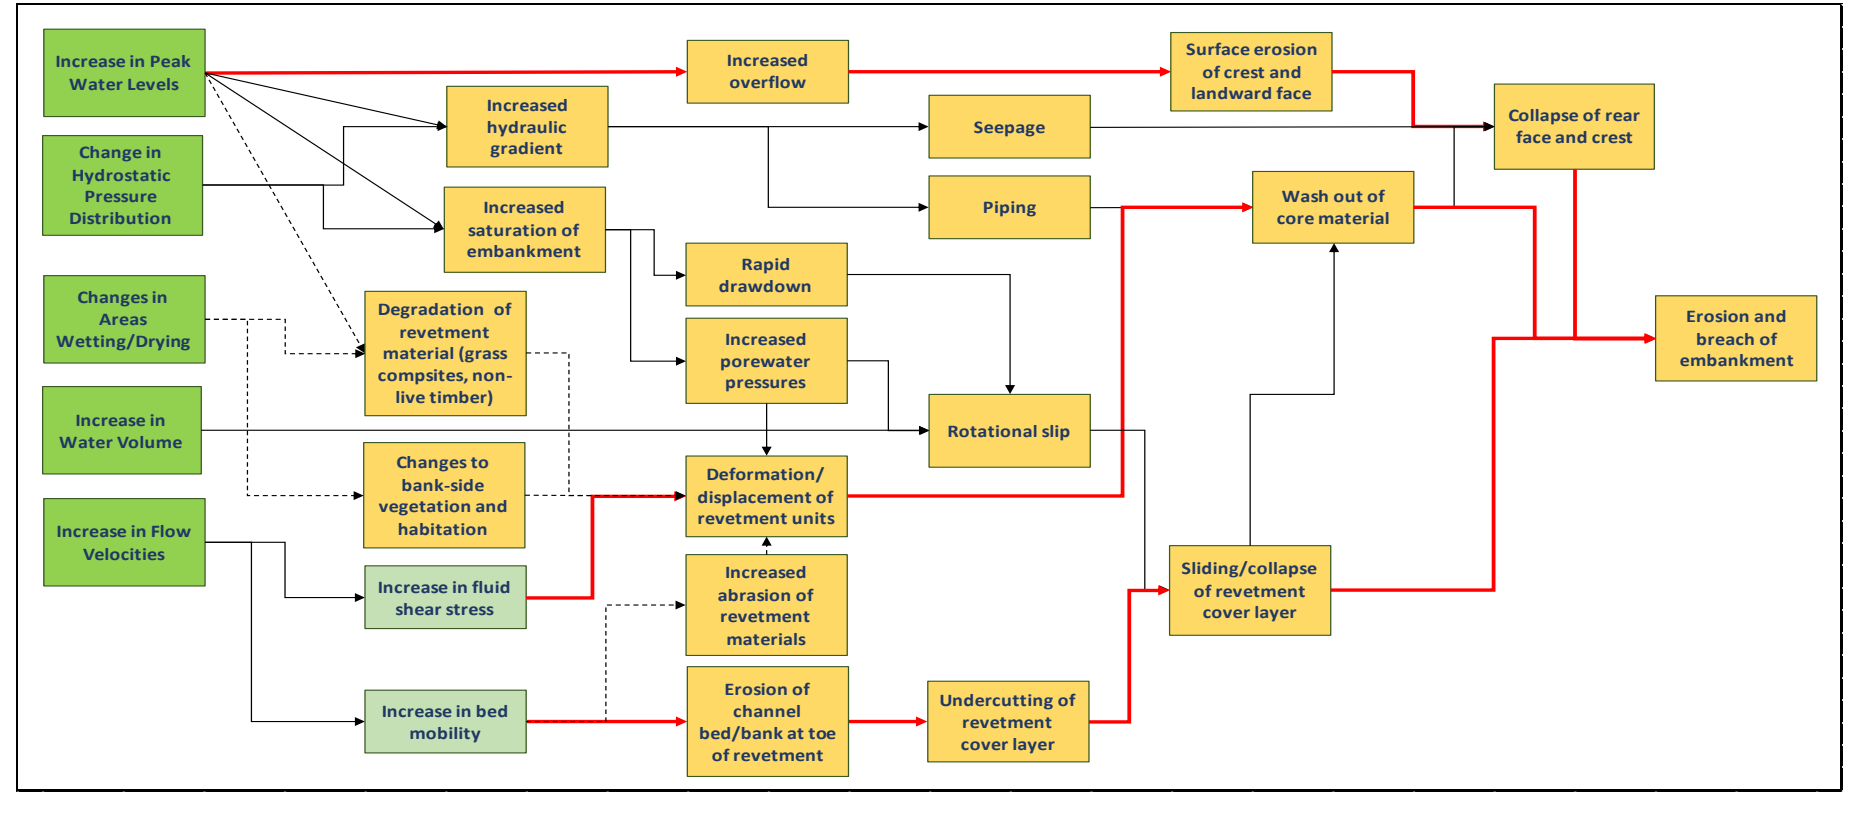 Increase in Peak
Water Levels
Change in
Hydrostatic
Pressure
Distribution
Changes in
Areas
Wetting/Drying
Increase in
Water Volume
Increase in Flow
Velocities
Increased
hydraulic
gradient
Increased
saturation of
embankment
Degradation of
revetment
material (grass
compsites, non-
live timber)
Changes to
bank-side
vegetation and
habitation
Increase in fluid
shear stress
Increase in bed
mobility
Increased
overflow
Rapid
drawdown
Increased
porewater
pressures
Deformation/
displacement of
revetment units
Increased
abrasion of
revetment
materials
Erosion of
channel
bed/bank at toe
of revetment
Seepage
Piping
Rotational slip
Undercutting of
revetment
cover layer
Surface erosion
of crest and
landward face
Wash out of
core material
Sliding/collapse
of revetment
cover layer
Collapse of rear
face and crest
Erosion and
breach of
embankment